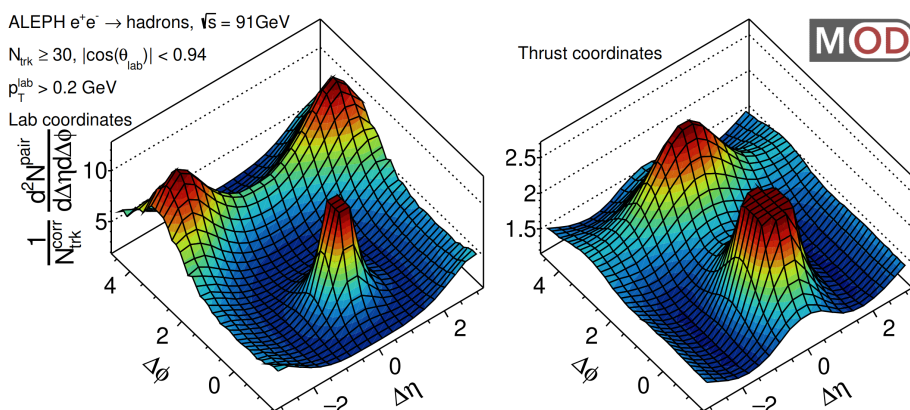 ALEPH e⁺e⁻ → hadrons, √s = 91GeV
N_trk ≥ 30, |cos(θ_lab)| < 0.94
p_T^lab > 0.2 GeV
Lab coordinates
1/N_trk^corr d²N^pair/dΔηdΔϕ
10
5
4
2
0
Δϕ
−2
0
2
Δη
Thrust coordinates
MOD
2.5
2
1.5
4
2
0
Δϕ
−2
0
2
Δη